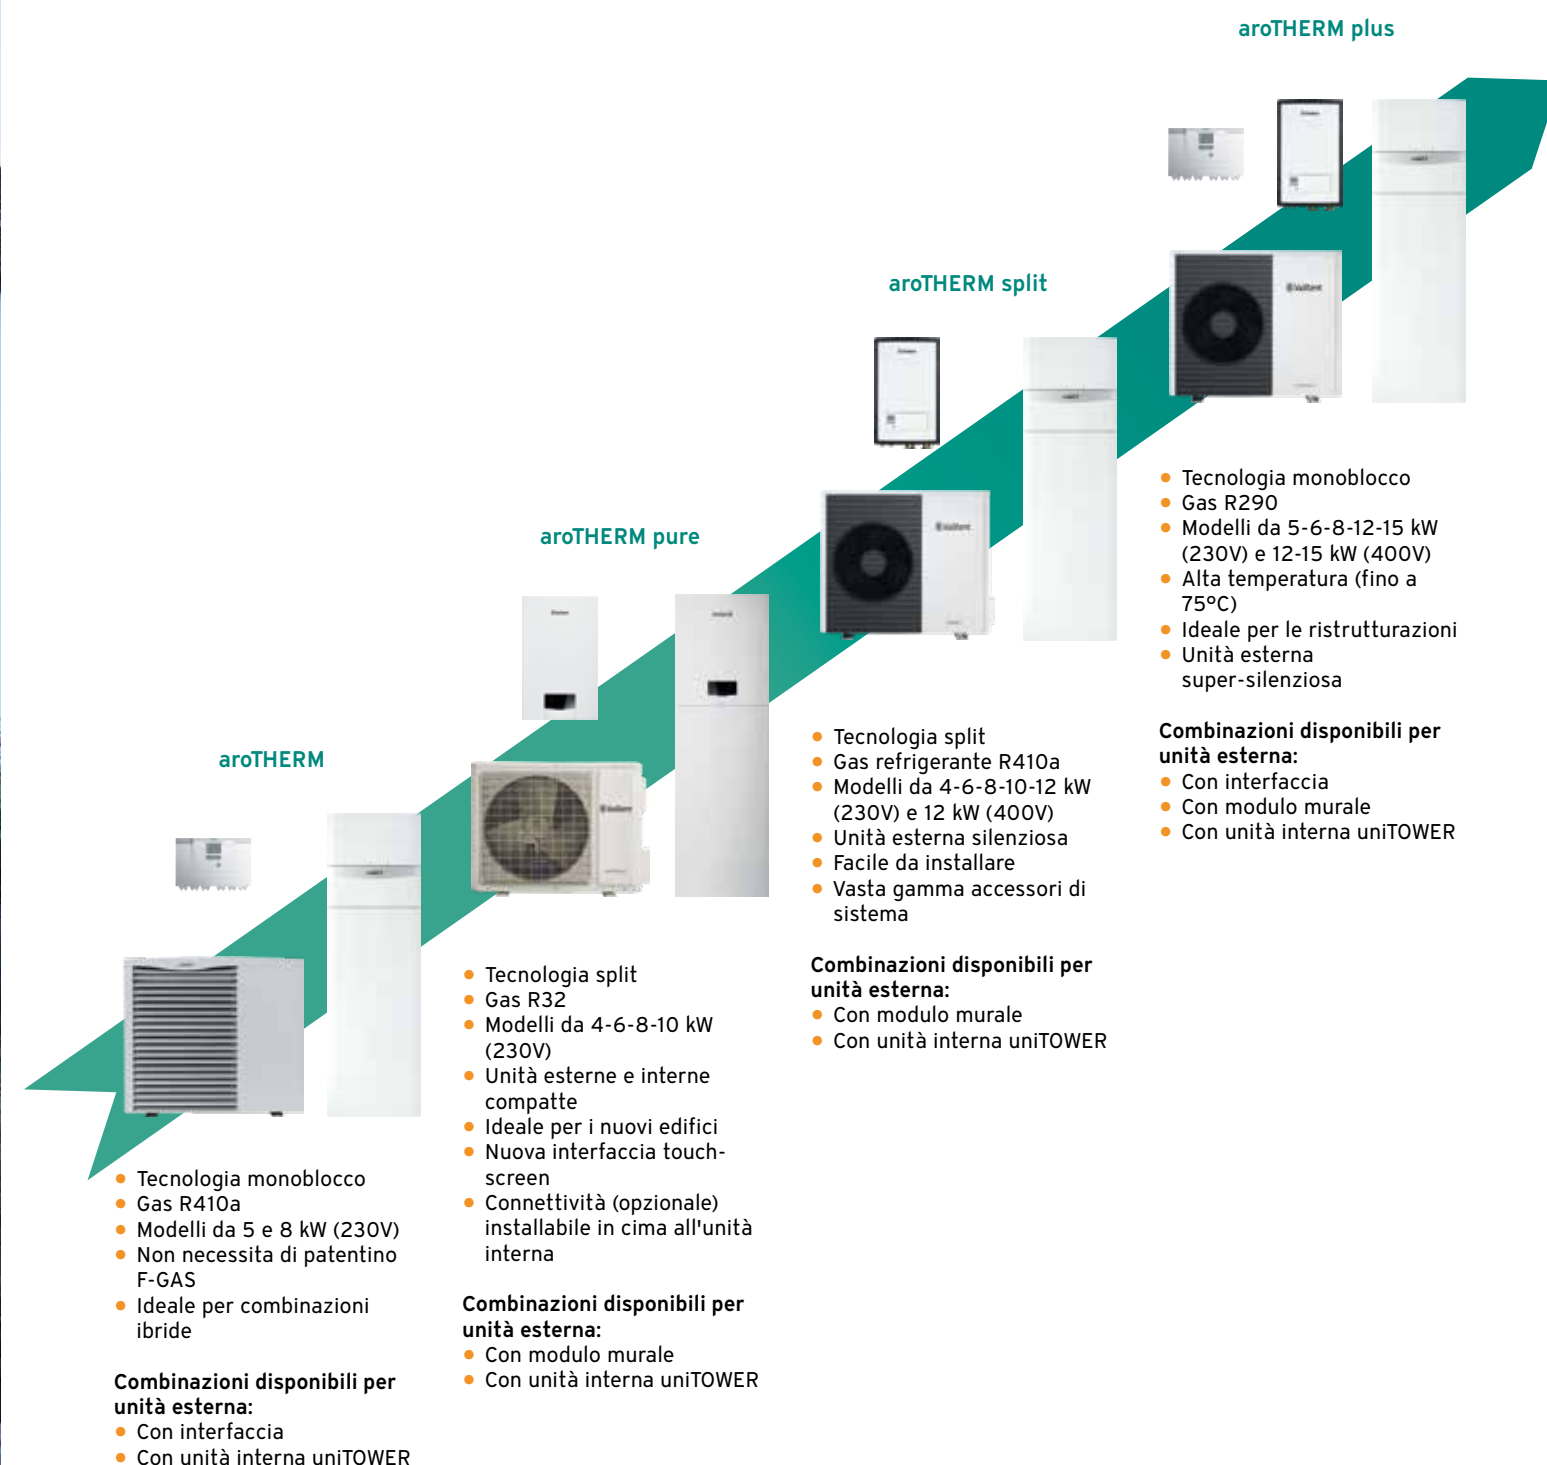 aroTHERM
• Tecnologia monoblocco
• Gas R410a
• Modelli da 5 e 8 kW (230V)
• Non necessita di patentino
F-GAS
• Ideale per combinazioni
ibride
Combinazioni disponibili per
unità esterna:
• Con interfaccia
• Con unità interna uniTOWER
aroTHERM pure
Vaillant
• Tecnologia split
• Gas R32
• Modelli da 4-6-8-10 kW
(230V)
• Unità esterne e interne
compatte
• Ideale per i nuovi edifici
• Nuova interfaccia touch-
screen
• Connettività (opzionale)
installabile in cima all'unità
interna
Combinazioni disponibili per
unità esterna:
• Con modulo murale
• Con unità interna uniTOWER
aroTHERM split
Vaillant
• Tecnologia split
• Gas refrigerante R410a
• Modelli da 4-6-8-10-12 kW
(230V) e 12 kW (400V)
• Unità esterna silenziosa
• Facile da installare
• Vasta gamma accessori di
sistema
Combinazioni disponibili per
unità esterna:
• Con modulo murale
• Con unità interna uniTOWER
aroTHERM plus
Vaillant
• Tecnologia monoblocco
• Gas R290
• Modelli da 5-6-8-12-15 kW
(230V) e 12-15 kW (400V)
• Alta temperatura (fino a
75°C)
• Ideale per le ristrutturazioni
• Unità esterna
super-silenziosa
Combinazioni disponibili per
unità esterna:
• Con interfaccia
• Con modulo murale
• Con unità interna uniTOWER